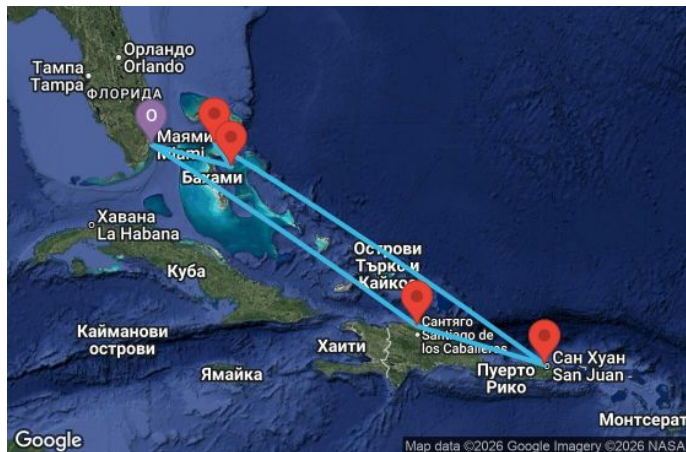 Орландо
Orlando
Тампа
Tampa
ФЛОРИДА
O
Маями
Miami
Бахами
Хавана
La Habana
Куба
Острови
Търкс и
Кайкос
Кайманови
острови
Сантяго
Santiago de
los Caballeros
Хаити
Сан Хуан
San Juan
Пуерто
Рико
Ямайка
Монтсерат
Google
Map data ©2026 Google Imagery ©2026 NASA